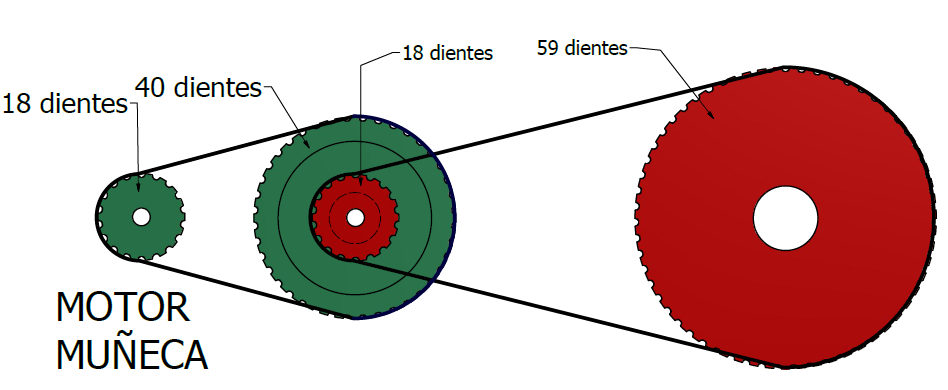 18 dientes
40 dientes
18 dientes
59 dientes
MOTOR
MUÑECA